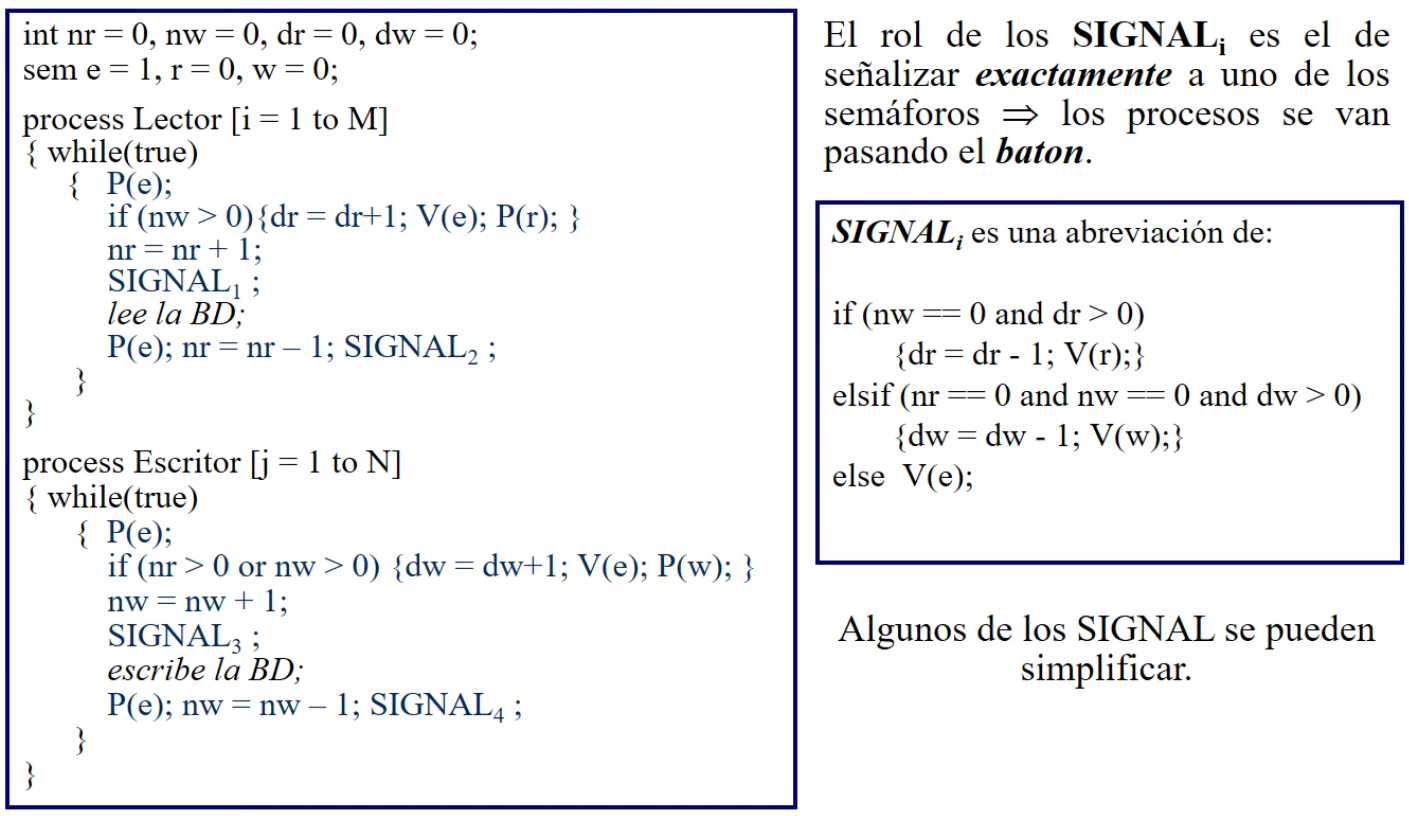 int nr = 0, nw = 0, dr = 0, dw = 0;
sem e = 1, r = 0, w = 0;
process Lector [i = 1 to M]
{ while(true)
{ P(e);
if (nw > 0){dr = dr+1; V(e); P(r); }
nr = nr + 1;
SIGNAL₁ ;
lee la BD;
P(e); nr = nr – 1; SIGNAL₂ ;
}
}
process Escritor [j = 1 to N]
{ while(true)
{ P(e);
if (nr > 0 or nw > 0) {dw = dw+1; V(e); P(w); }
nw = nw + 1;
SIGNAL₃ ;
escribe la BD;
P(e); nw = nw – 1; SIGNAL₄ ;
}
}
El rol de los SIGNALᵢ es el de
señalizar exactamente a uno de los
semáforos ⇒ los procesos se van
pasando el baton.
SIGNALᵢ es una abreviación de:
if (nw == 0 and dr > 0)
{dr = dr - 1; V(r);}
elsif (nr == 0 and nw == 0 and dw > 0)
{dw = dw - 1; V(w);}
else V(e);
Algunos de los SIGNAL se pueden
simplificar.